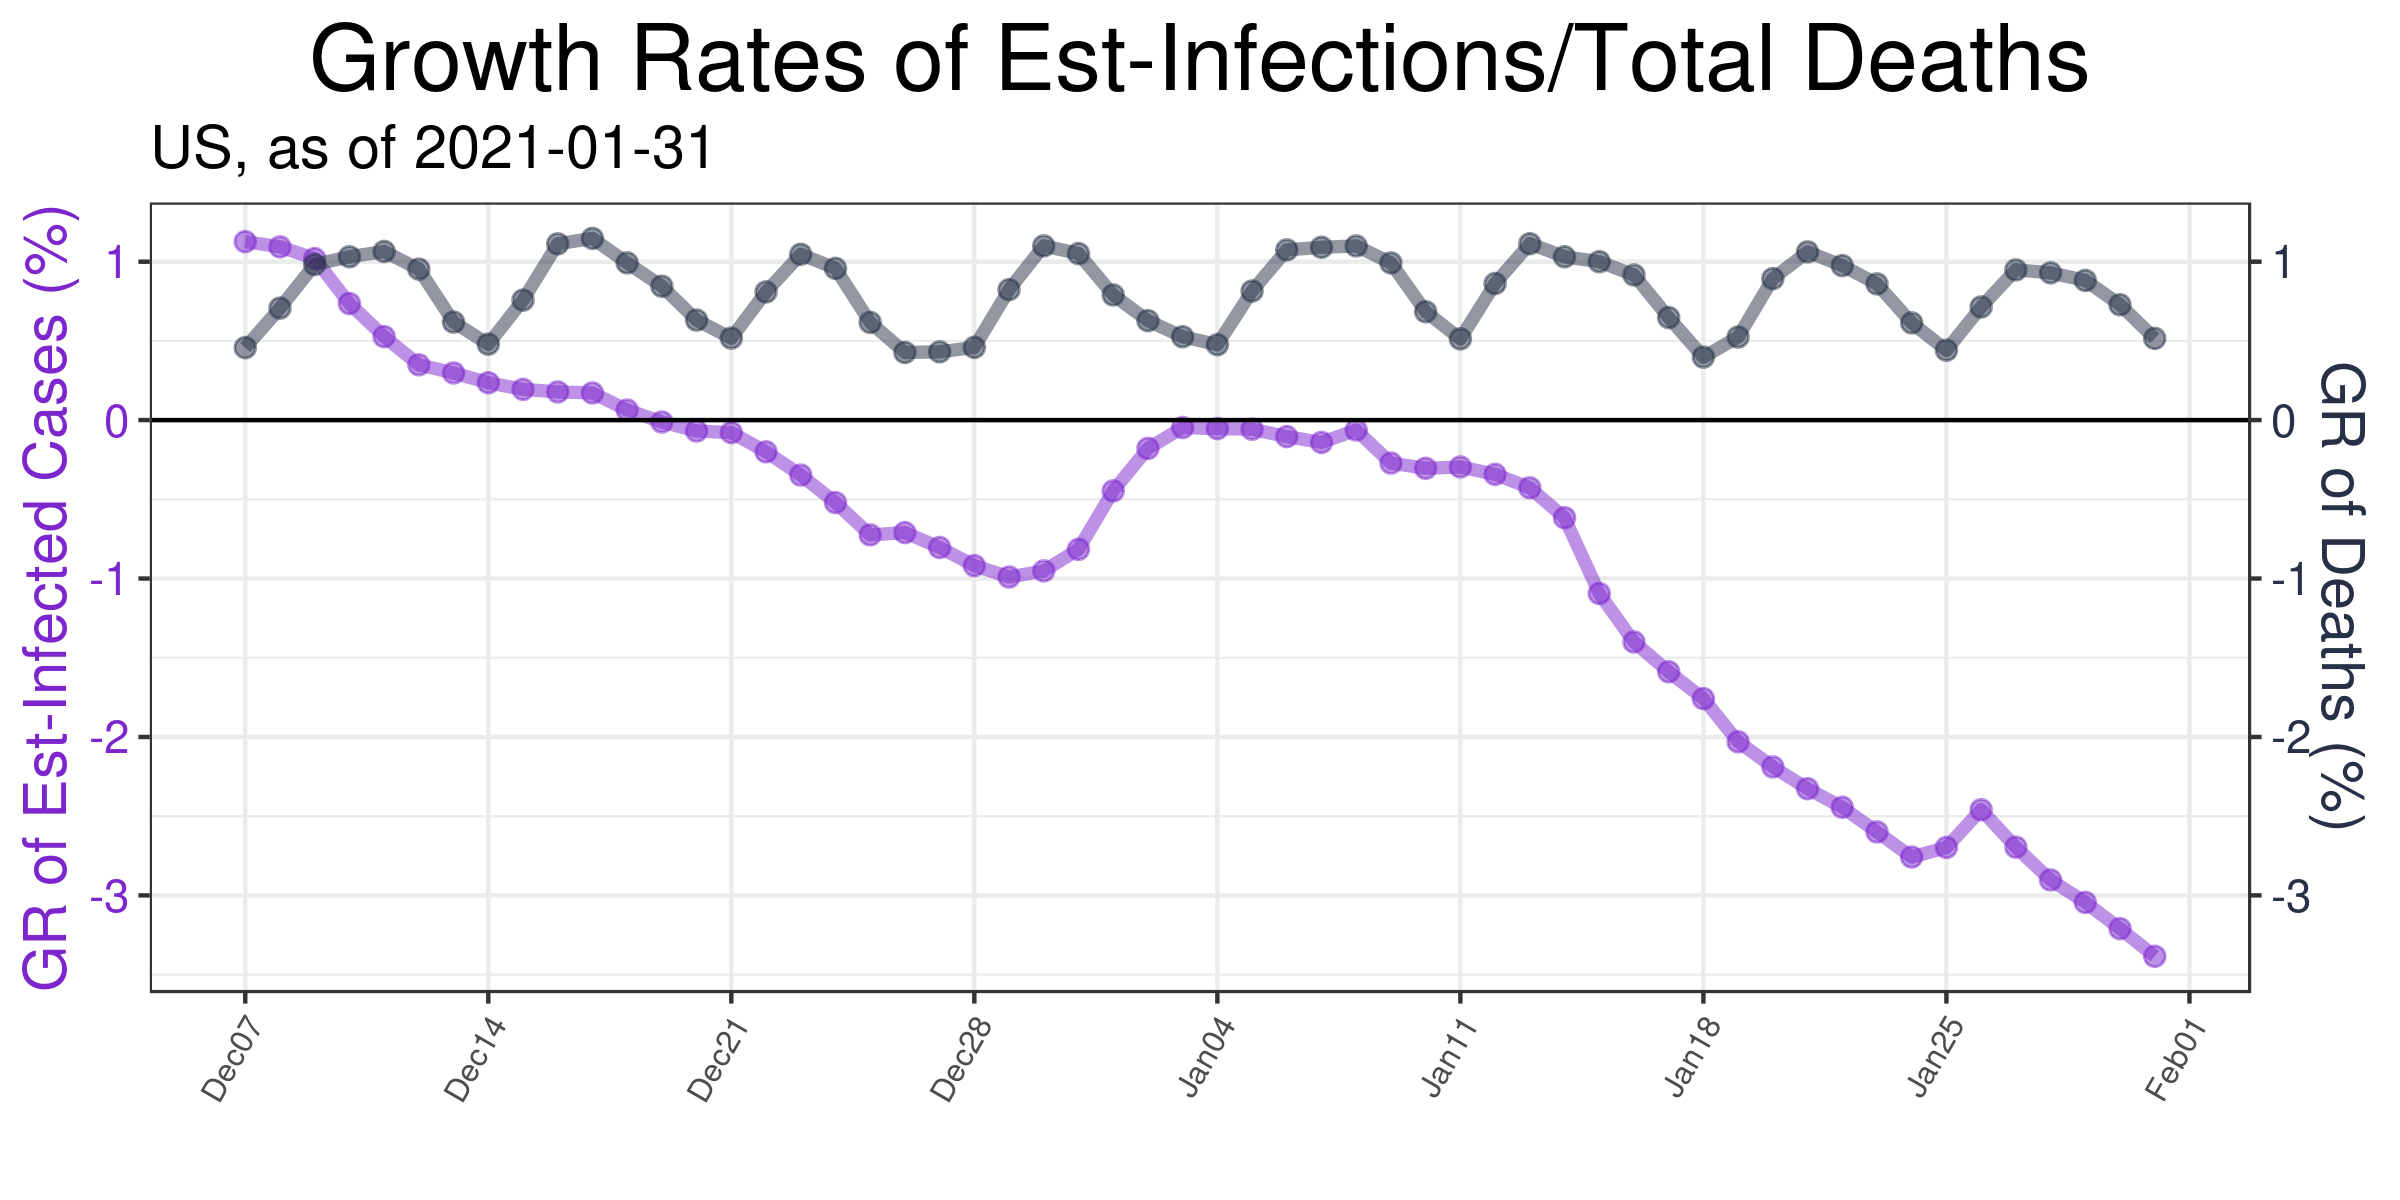 Growth Rates of Est-Infections/Total Deaths
US, as of 2021-01-31
GR of Est-Infected Cases (%)
1
0
-1
-2
-3
1
0
-1
-2
-3
GR of Deaths (%)
Dec07
Dec14
Dec21
Dec28
Jan04
Jan11
Jan18
Jan25
Feb01